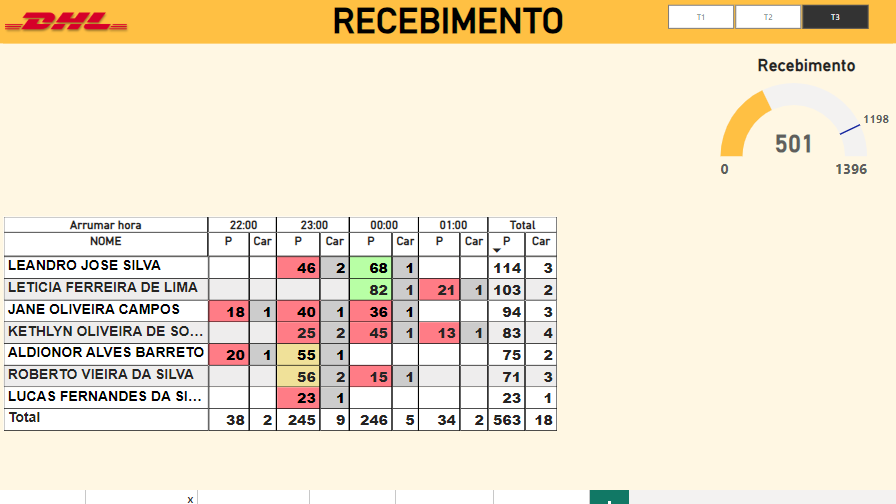 DHL
RECEBIMENTO
T1 T2 T3
Recebimento
1198
501
0 1396
Arrumar hora 22:00 23:00 00:00 01:00 Total
NOME P Car P Car P Car P Car P Car
LEANDRO JOSE SILVA 46 2 68 1 114 3
LETICIA FERREIRA DE LIMA 82 1 21 1 103 2
JANE OLIVEIRA CAMPOS 18 1 40 1 36 1 94 3
KETHLYN OLIVEIRA DE SO... 25 2 45 1 13 1 83 4
ALDIONOR ALVES BARRETO 20 1 55 1 75 2
ROBERTO VIEIRA DA SILVA 56 2 15 1 71 3
LUCAS FERNANDES DA SI... 23 1 23 1
Total 38 2 245 9 246 5 34 2 563 18
x